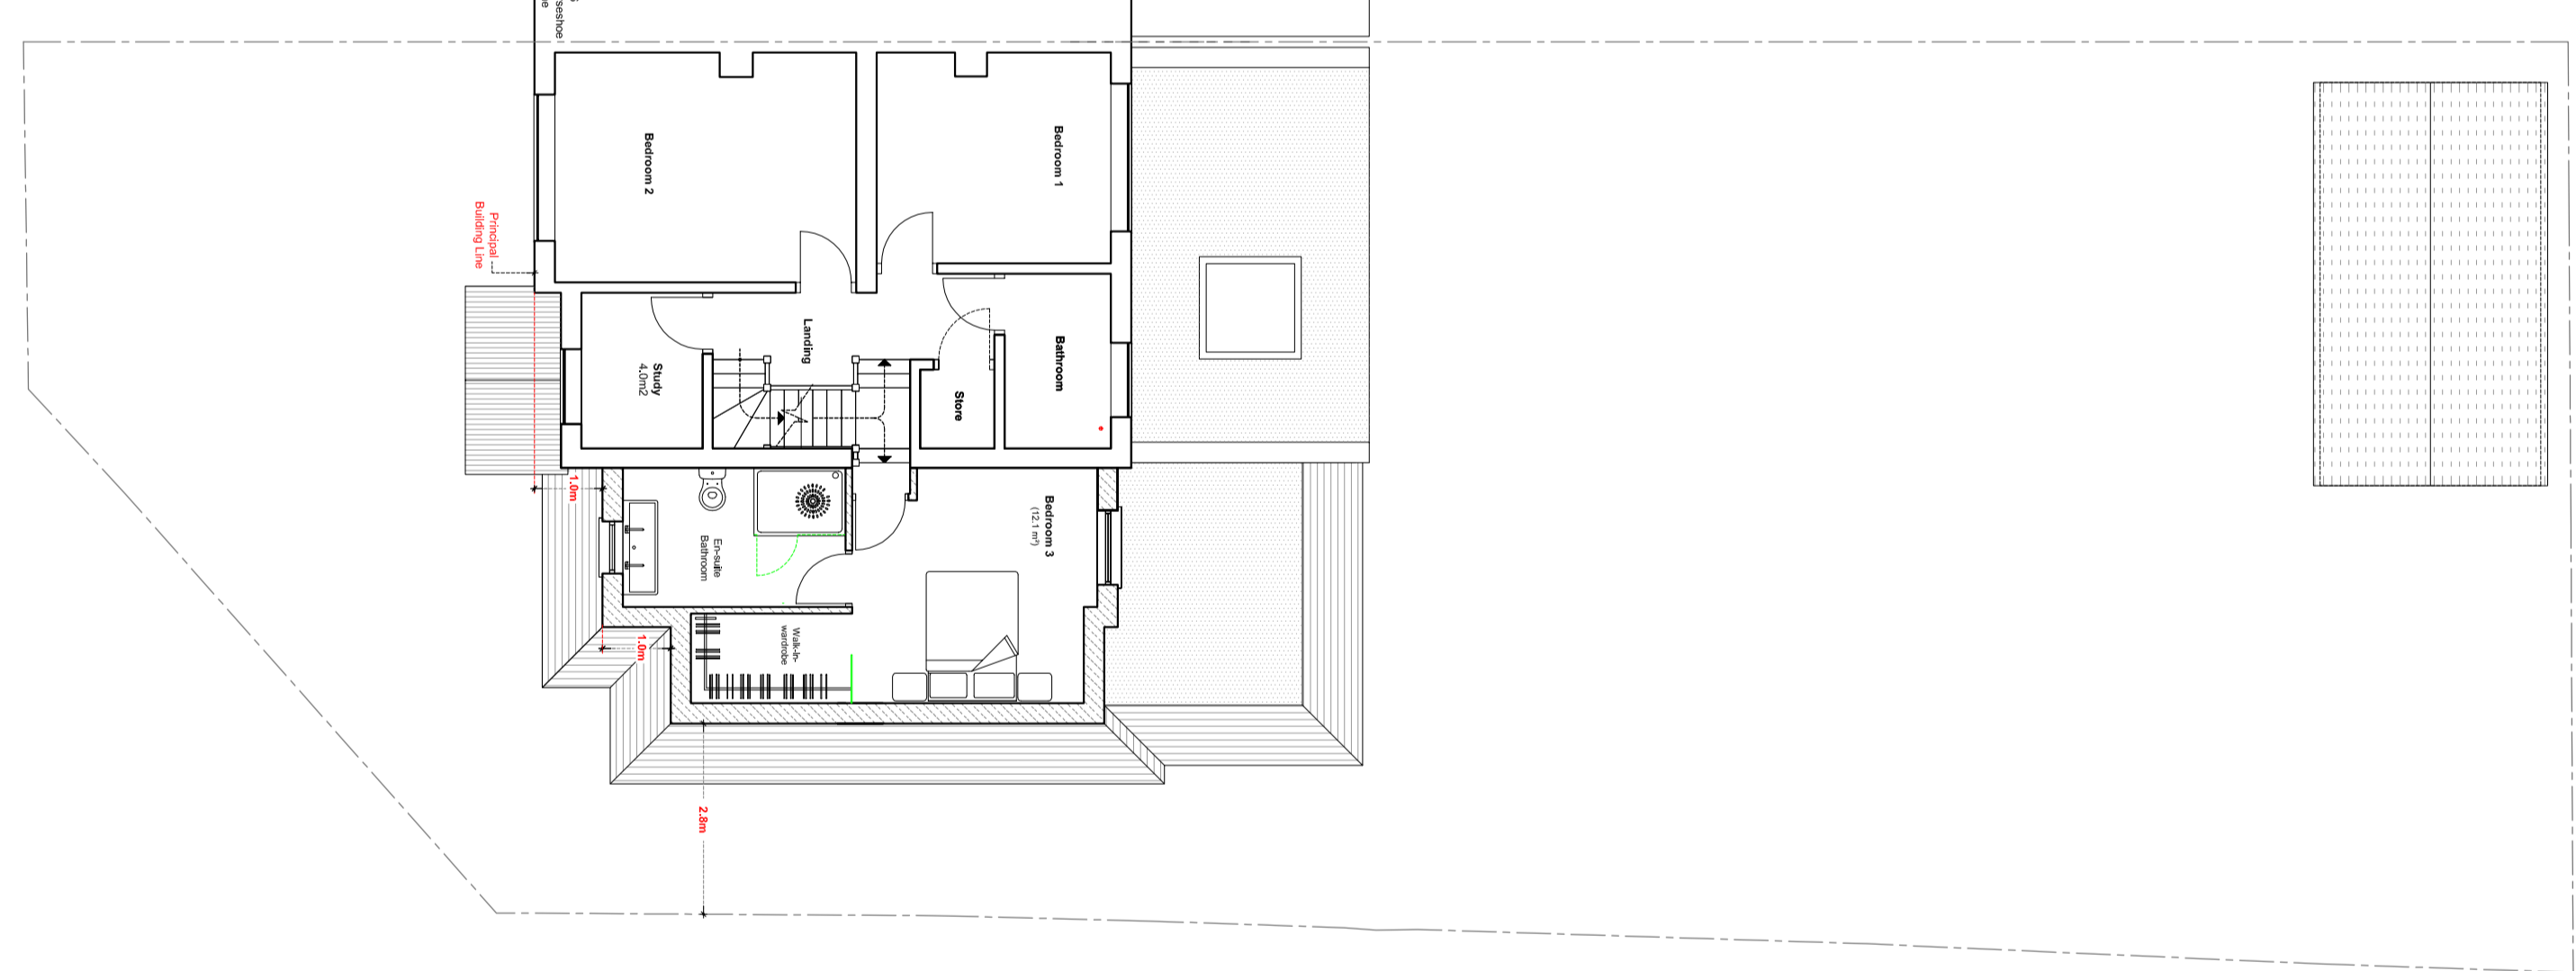 seshoe
Bedroom 2
Bedroom 1
Principal
Building Line
Landing
Study
4.0m2
Bathroom
Store
1.0m
Bedroom 3
(12.1 m²)
En-suite
Bathroom
Walk-In-
wardrobe
1.0m
2.8m